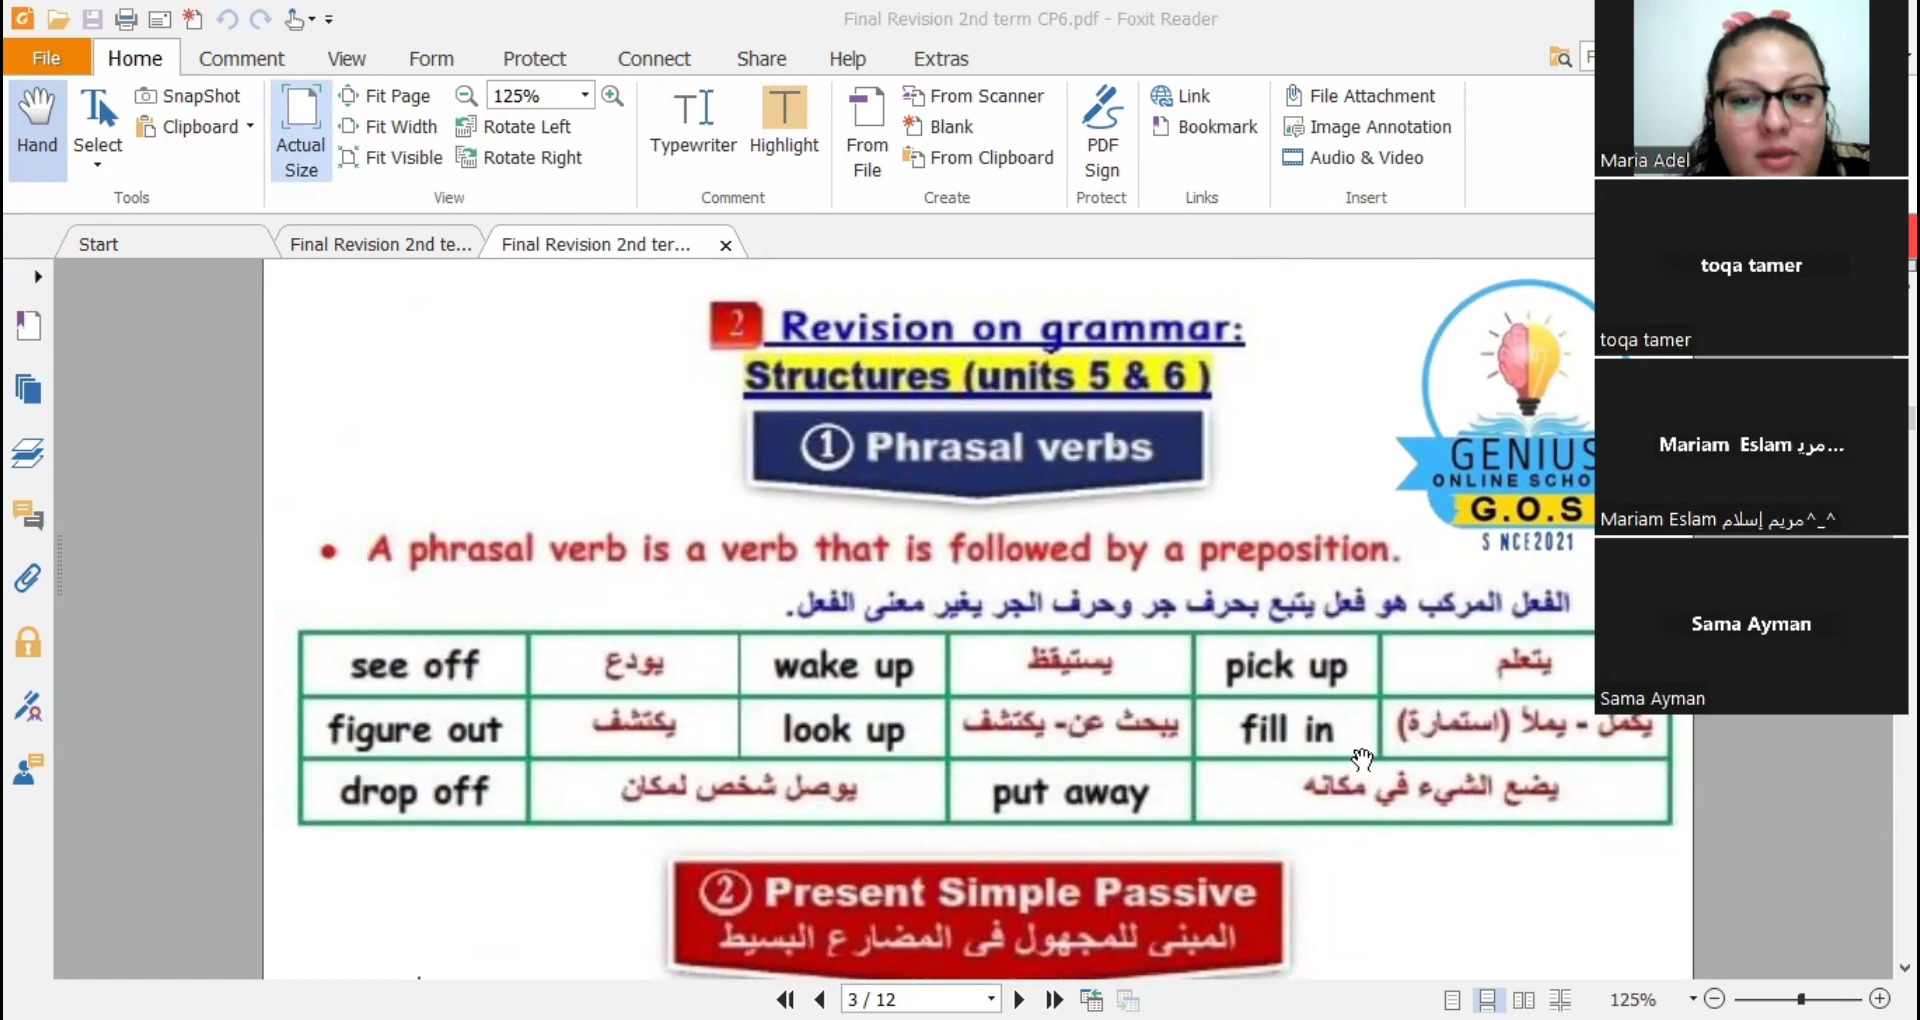 Final Revision 2nd term CP6.pdf - Foxit Reader
File Home Comment View Form Protect Connect Share Help Extras
Hand
Select
SnapShot
Clipboard
Tools
Actual Size
Fit Page
Fit Width
Fit Visible
125%
Rotate Left
Rotate Right
View
Typewriter
Highlight
Comment
From File
From Scanner
Blank
From Clipboard
Create
PDF Sign
Protect
Link
Bookmark
Links
File Attachment
Image Annotation
Audio & Video
Insert
Start
Final Revision 2nd te...
Final Revision 2nd ter...
Maria Adel
toqa tamer
toqa tamer
Mariam Eslam مري...
Mariam Eslam مريم إسلام^_^
Sama Ayman
Sama Ayman
2 Revision on grammar:
Structures (units 5 & 6 )
① Phrasal verbs
GENIUS
ONLINE SCHO
G.O.S
S NCE2021
• A phrasal verb is a verb that is followed by a preposition.
الفعل المركب هو فعل يتبع بحرف جر وحرف الجر يغير معنى الفعل.
see off يودع wake up يستيقظ pick up يتعلم
figure out يكتشف look up يبحث عن- يكتشف fill in يكمل - يملأ (استمارة)
drop off يوصل شخص لمكان put away يضع الشيء في مكانه
② Present Simple Passive
المبنى للمجهول فى المضارع البسيط
3 / 12
125%